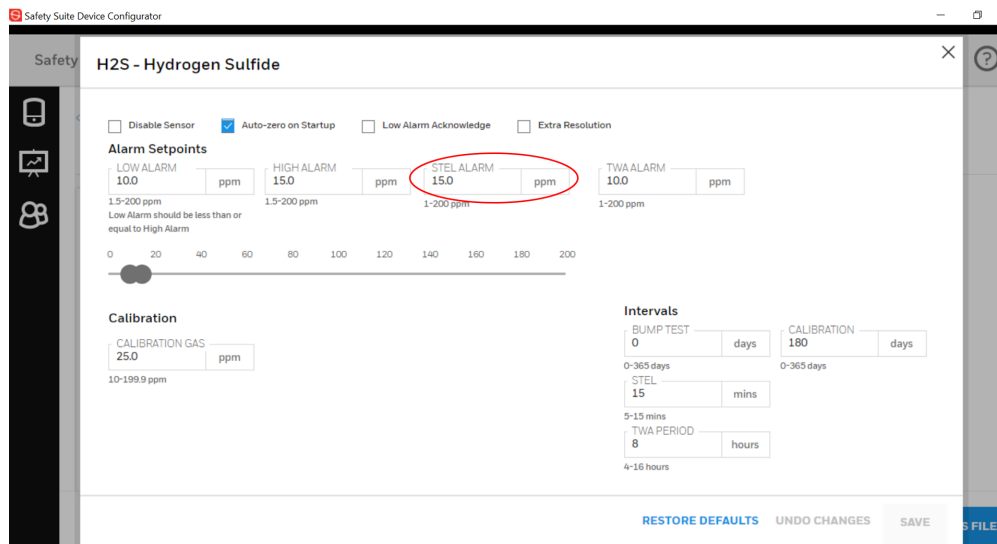 Safety Suite Device Configurator
Safety
H2S - Hydrogen Sulfide
Disable Sensor Auto-zero on Startup Low Alarm Acknowledge Extra Resolution
Alarm Setpoints
LOW ALARM HIGH ALARM STEL ALARM TWA ALARM
10.0 ppm 15.0 ppm 15.0 ppm 10.0 ppm
1.5-200 ppm 1.5-200 ppm 1-200 ppm 1-200 ppm
Low Alarm should be less than or
equal to High Alarm
0 20 40 60 80 100 120 140 160 180 200
Calibration
CALIBRATION GAS
25.0 ppm
10-199.9 ppm
Intervals
BUMP TEST CALIBRATION
0 days 180 days
0-365 days 0-365 days
STEL
15 mins
5-15 mins
TWA PERIOD
8 hours
4-16 hours
RESTORE DEFAULTS UNDO CHANGES SAVE
S FILE